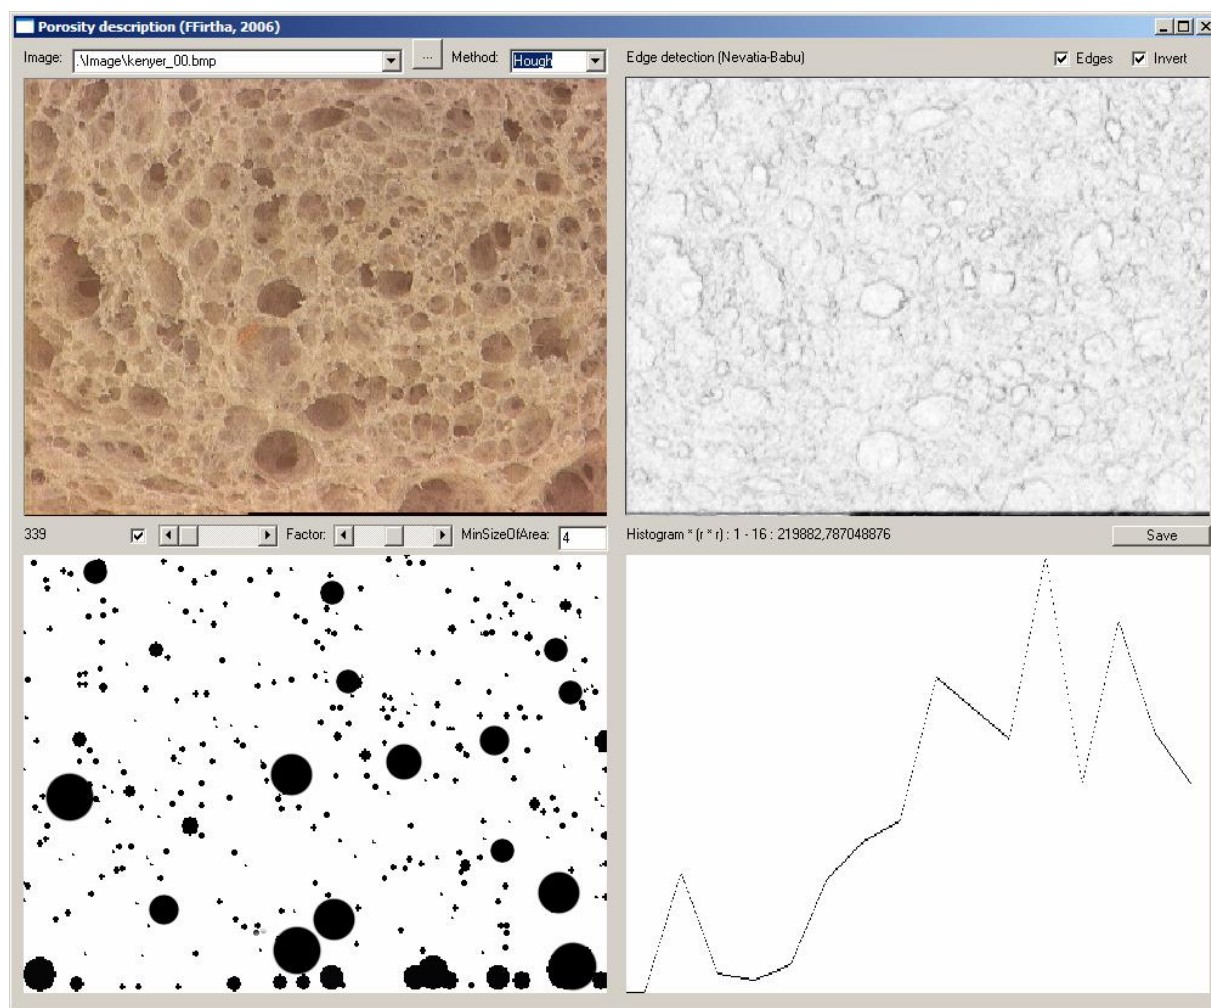 Porosity description (FFirtha, 2006)
Image: .\Image\kenyer_00.bmp ... Method: Hough Edge detection (Nevatia-Babu) Edges Invert
339 Factor: MinSizeOfArea: 4 Histogram * (r * r) : 1 - 16 : 219882,787048876 Save